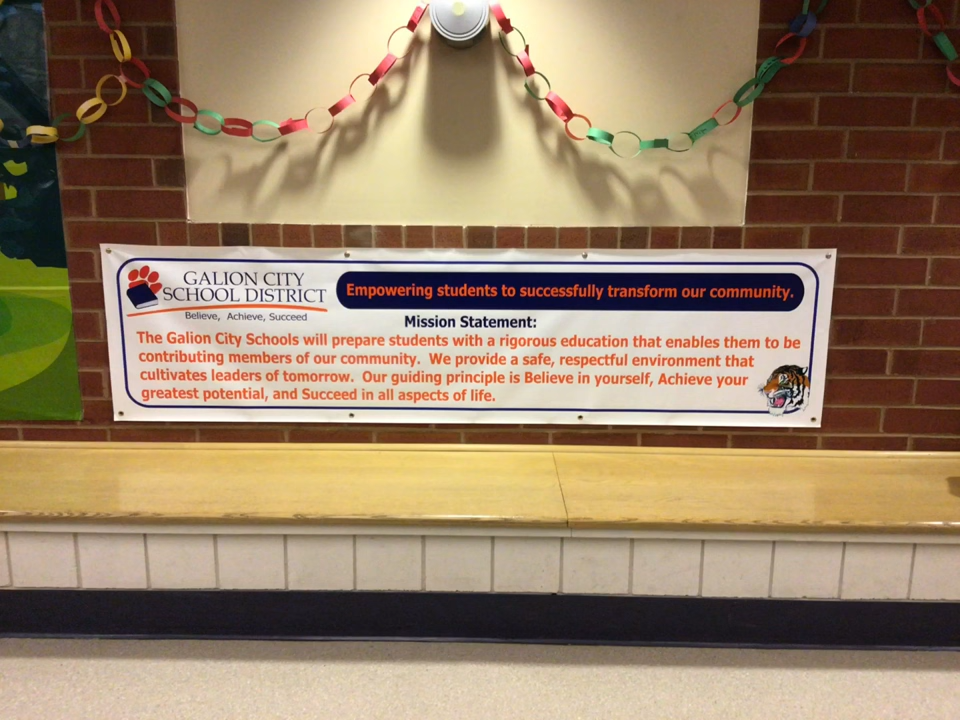 GALION CITY
SCHOOL DISTRICT
Believe, Achieve, Succeed
Empowering students to successfully transform our community.
Mission Statement:
The Galion City Schools will prepare students with a rigorous education that enables them to be
contributing members of our community. We provide a safe, respectful environment that
cultivates leaders of tomorrow. Our guiding principle is Believe in yourself, Achieve your
greatest potential, and Succeed in all aspects of life.